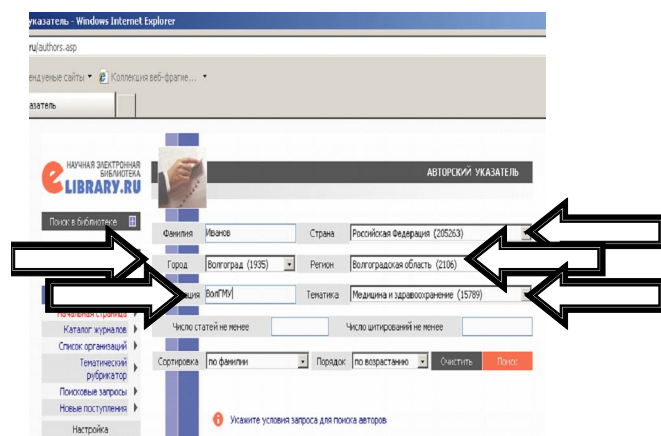 указатель - Windows Internet Explorer
ru/authors.asp
ендуемые сайты Коллекция веб-фрагме...
азатель
НАУЧНАЯ ЭЛЕКТРОННАЯ
БИБЛИОТЕКА
eLIBRARY.RU
АВТОРСКИЙ УКАЗАТЕЛЬ
Поиск в библиотеке
Фамилия Иванов Страна Российская Федерация (205263)
Город Волгоград (1935) Регион Волгоградская область (2106)
ВолГМУ Тематика Медицина и здравоохранение (15789)
Начальная страница
Число статей не менее Число цитирований не менее
Каталог журналов
Список организаций
Сортировка по фамилии Порядок по возрастанию Очистить Поиск
Тематический
рубрикатор
Поисковые запросы
Новые поступления
Укажите условия запроса для поиска авторов
Настройка